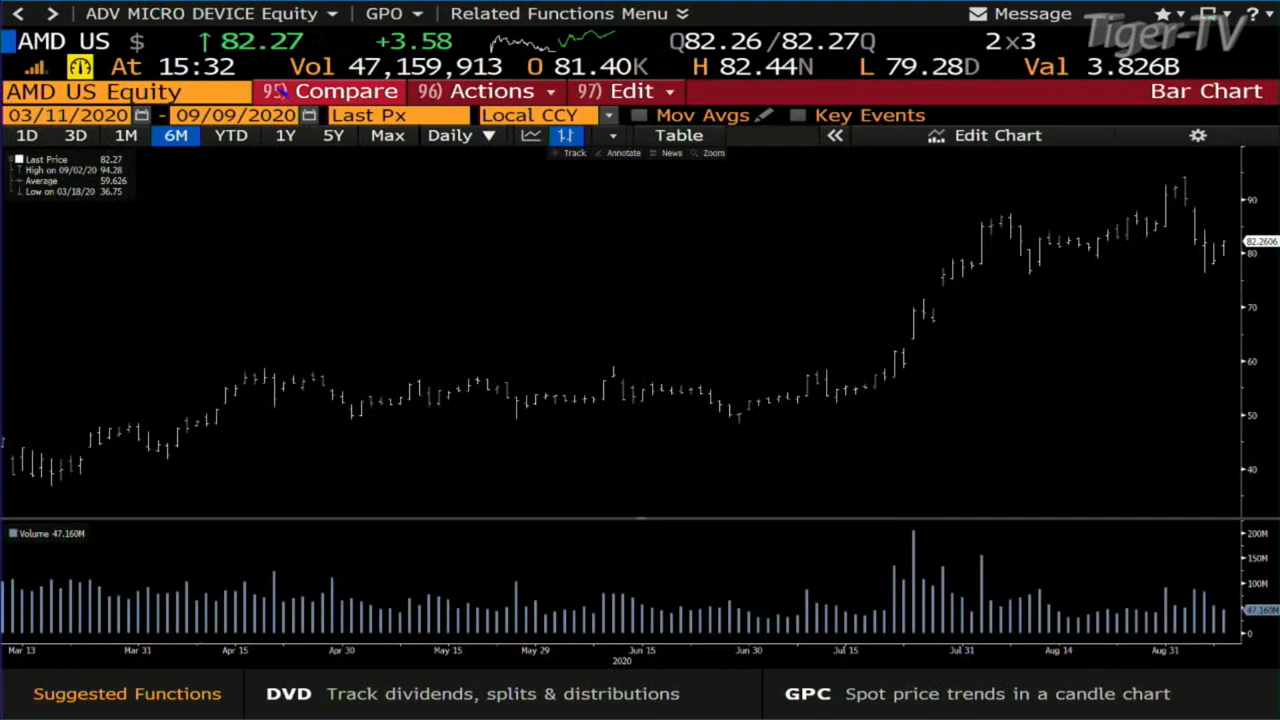 < > ADV MICRO DEVICE Equity GPO Related Functions Menu Message ?
Tiger-TV
AMD US $ ↑ 82.27 +3.58 Q82.26/82.27Q 2x3
At 15:32 Vol 47,159,913 O 81.40K H 82.44N L 79.28D Val 3.826B
AMD US Equity 95) Compare 96) Actions 97) Edit Bar Chart
03/11/2020 - 09/09/2020 Last Px Local CCY Mov Avgs Key Events
1D 3D 1M 6M YTD 1Y 5Y Max Daily ▼ Table « Edit Chart
Track Annotate News Zoom
Last Price 82.27
High on 09/02/20 94.28
Average 59.626
Low on 03/18/20 36.75
90
82.2606
80
70
60
50
40
Volume 47.160M
200M
150M
100M
47.160M
0
Mar 13 Mar 31 Apr 15 Apr 30 May 15 May 29 Jun 15 Jun 30 Jul 15 Jul 31 Aug 14 Aug 31
2020
Suggested Functions DVD Track dividends, splits & distributions GPC Spot price trends in a candle chart